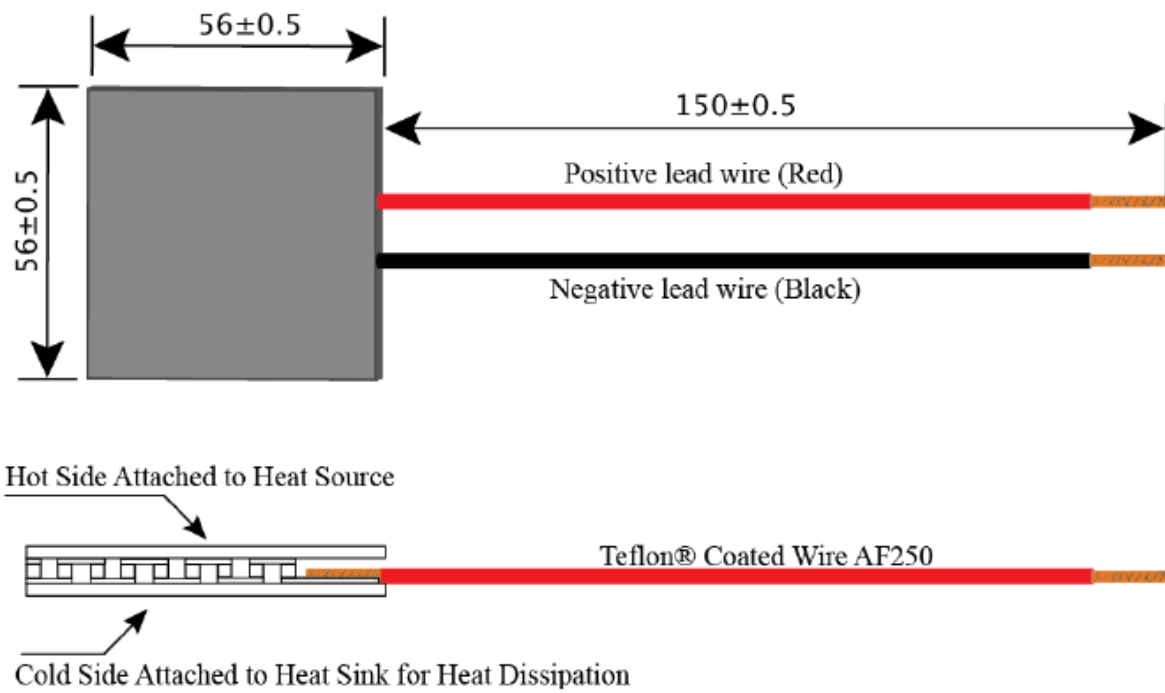 56±0.5
150±0.5
56±0.5
Positive lead wire (Red)
Negative lead wire (Black)
Hot Side Attached to Heat Source
Teflon® Coated Wire AF250
Cold Side Attached to Heat Sink for Heat Dissipation